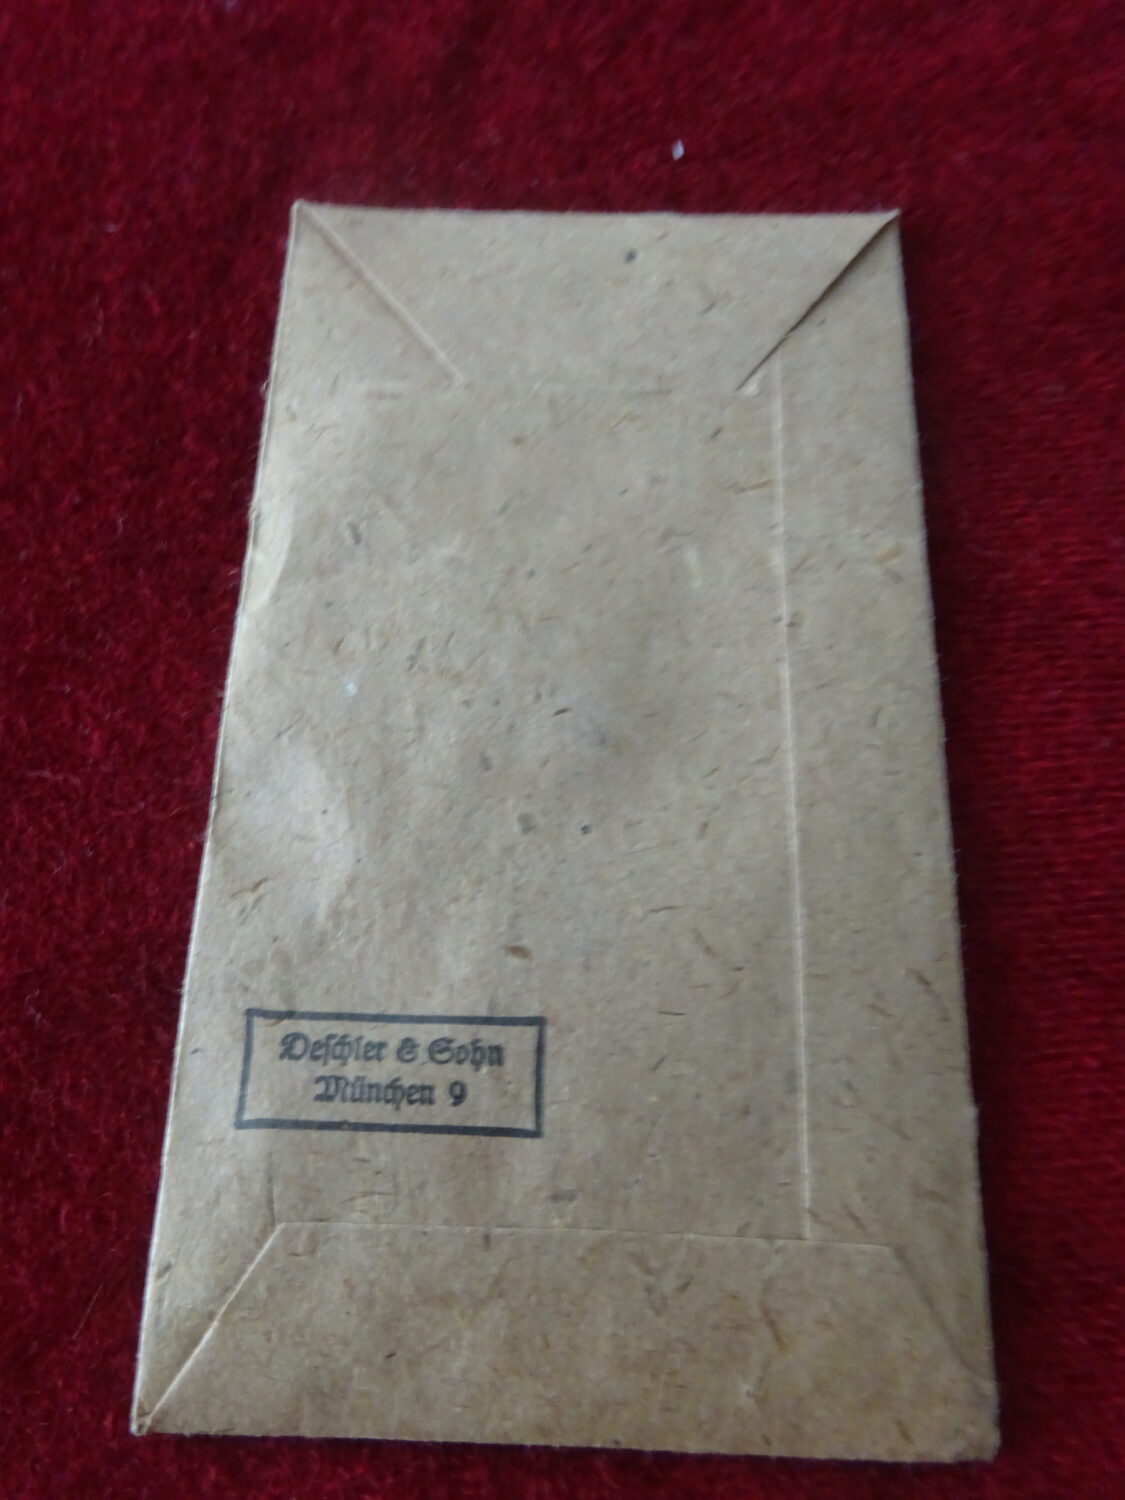 Deſchler & Sohn
München 9